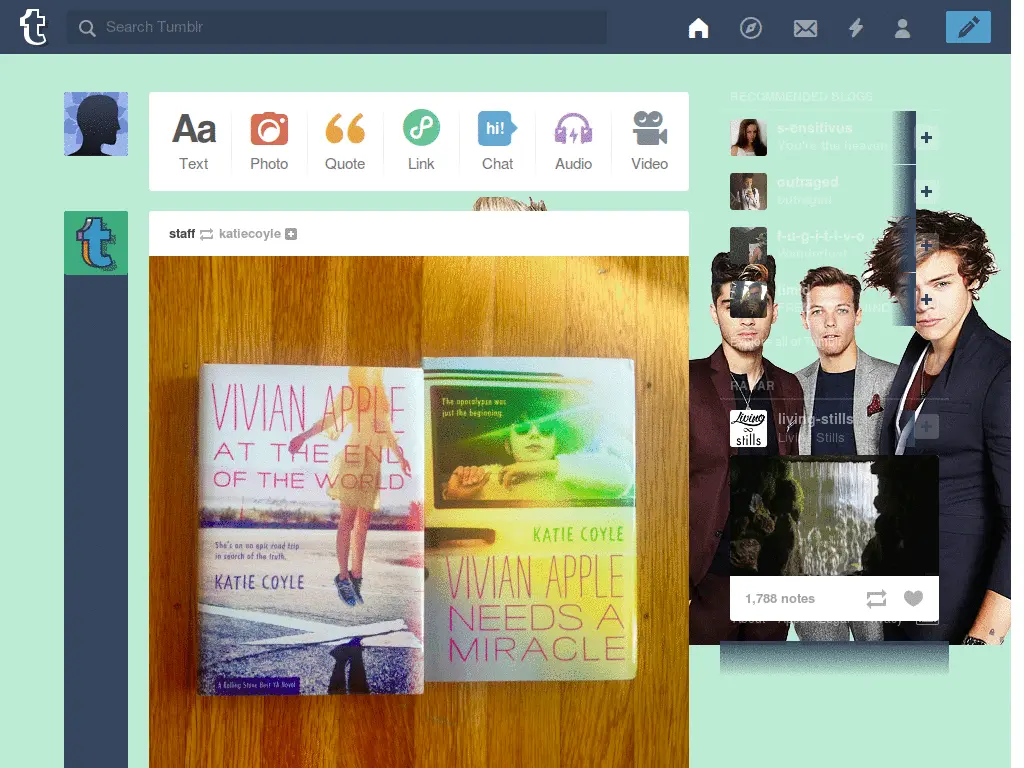 t
Search Tumblr
Aa
Text
Photo
Quote
Link
hi!
Chat
Audio
Video
staff katiecoyle
VIVIAN APPLE
AT THE END
OF THE WORLD
She's on an epic road trip
in search of the truth.
KATIE COYLE
A Rolling Stone Best YA Novel
The apocalypse was
just the beginning.
KATIE COYLE
VIVIAN APPLE
NEEDS A
MIRACLE
t
RECOMMENDED BLOGS
s-ensitivus
You're the heaven
outraged
outraged
f-u-g-i-t-i-v-o
Wanderlust
all of Tumblr
RADAR
Living
stills
living-stills
Living Stills
1,788 notes